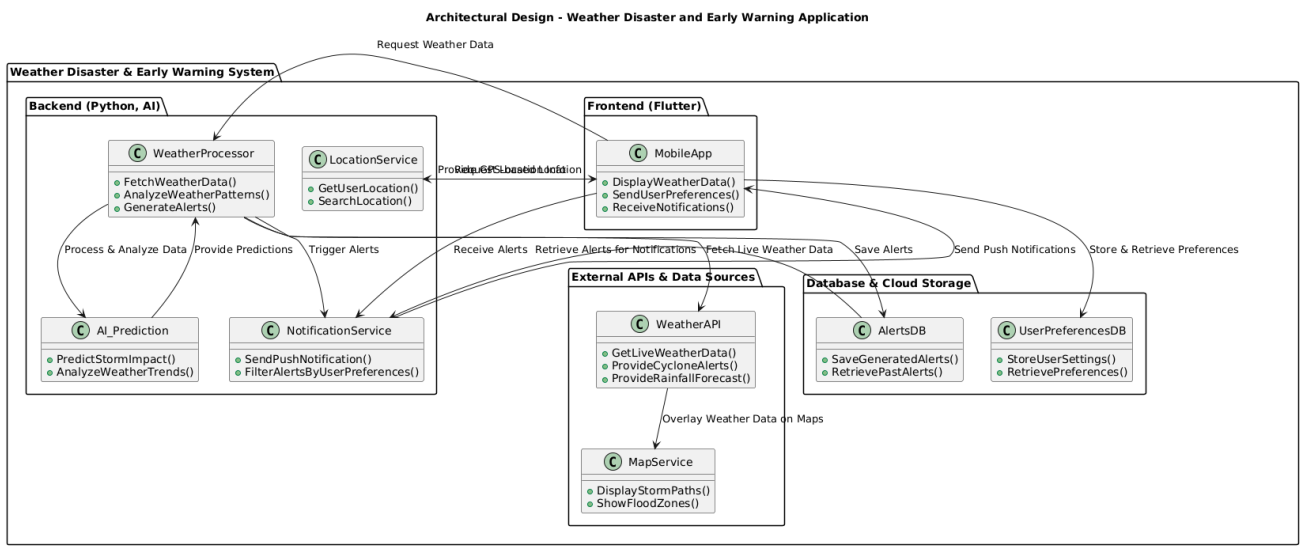 Architectural Design - Weather Disaster and Early Warning Application
Request Weather Data
Weather Disaster & Early Warning System
Backend (Python, AI)
Frontend (Flutter)
C WeatherProcessor
FetchWeatherData()
AnalyzeWeatherPatterns()
GenerateAlerts()
C LocationService
GetUserLocation()
SearchLocation()
C MobileApp
DisplayWeatherData()
SendUserPreferences()
ReceiveNotifications()
Process & Analyze Data
Provide Predictions
Trigger Alerts
Receive Alerts
Retrieve Alerts for Notifications
Fetch Live Weather Data
Save Alerts
Send Push Notifications
Store & Retrieve Preferences
External APIs & Data Sources
Database & Cloud Storage
C AI_Prediction
PredictStormImpact()
AnalyzeWeatherTrends()
C NotificationService
SendPushNotification()
FilterAlertsByUserPreferences()
C WeatherAPI
GetLiveWeatherData()
ProvideCycloneAlerts()
ProvideRainfallForecast()
C AlertsDB
SaveGeneratedAlerts()
RetrievePastAlerts()
C UserPreferencesDB
StoreUserSettings()
RetrievePreferences()
Overlay Weather Data on Maps
C MapService
DisplayStormPaths()
ShowFloodZones()